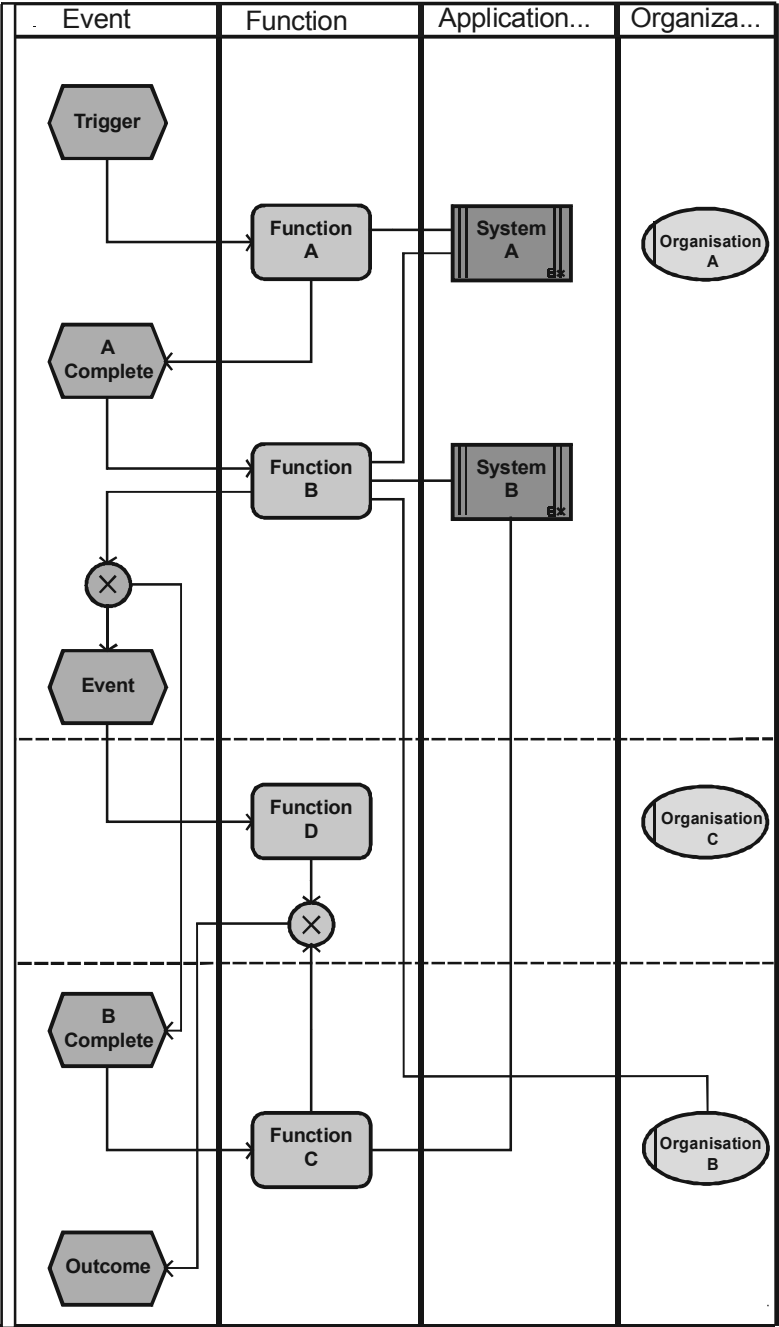 Event
Function
Application...
Organiza...
Trigger
Function
A
System
A
Organisation
A
A
Complete
Function
B
System
B
Event
Function
D
Organisation
C
B
Complete
Function
C
Organisation
B
Outcome